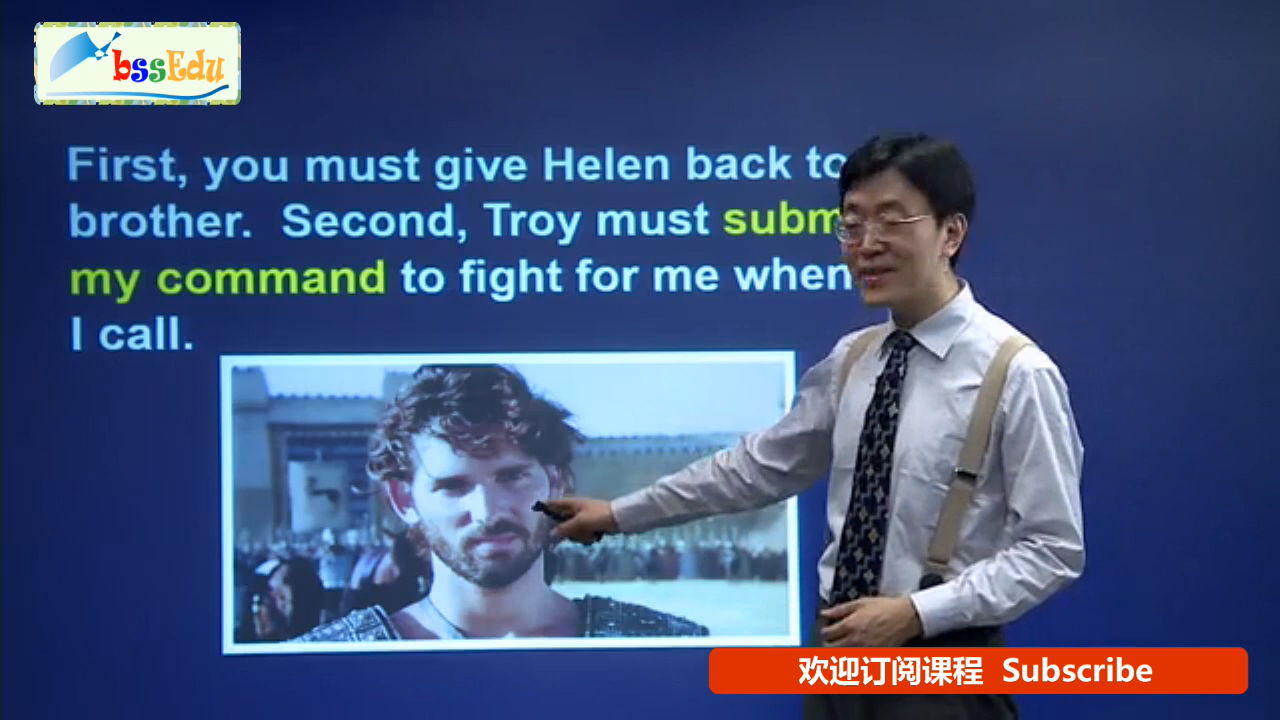 bssEdu
First, you must give Helen back to
brother.  Second, Troy must
my command to fight for me when
I call.
欢迎订阅课程  Subscribe